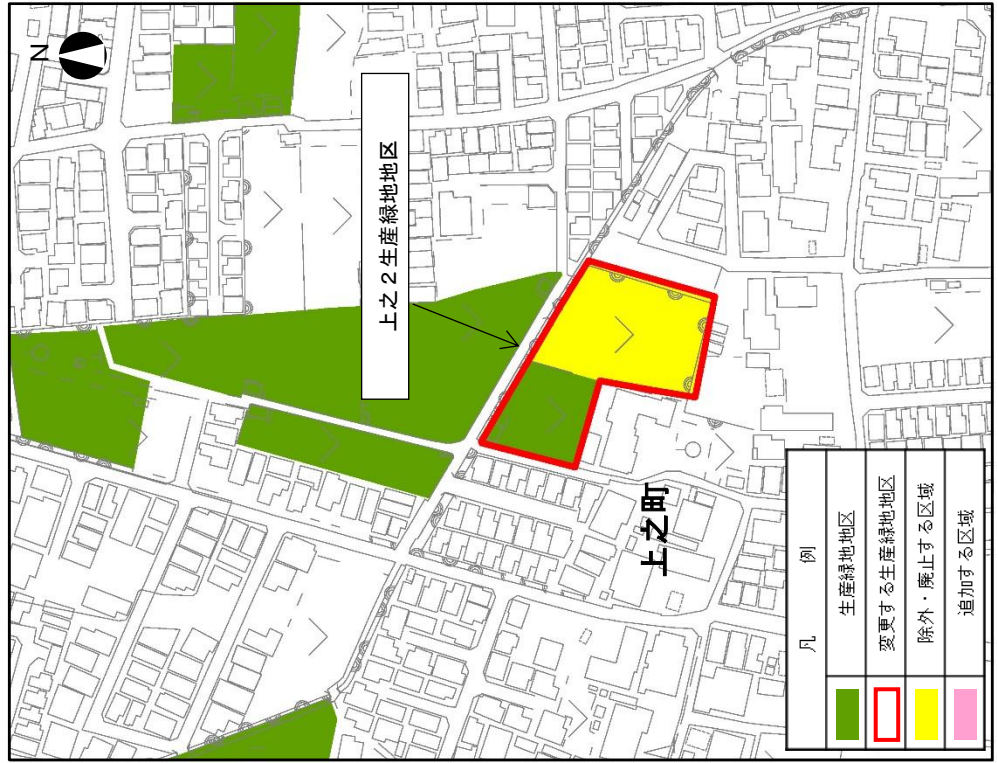 N
上之2生産緑地地区
上之町
凡 例
生産緑地地区
変更する生産緑地地区
除外・廃止する区域
追加する区域